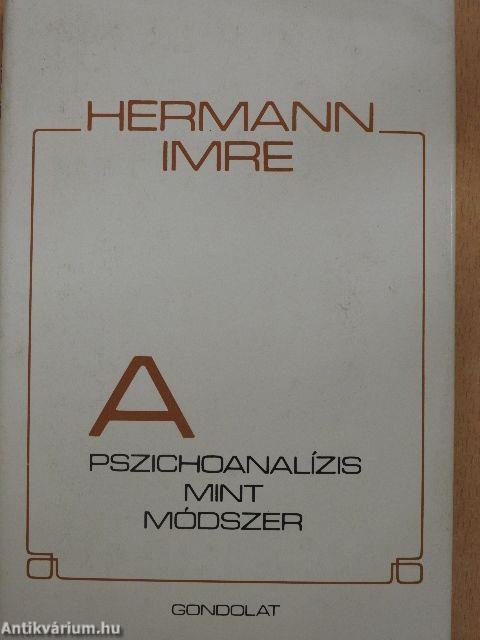 HERMANN
IMRE
A
PSZICHOANALÍZIS
MINT
MÓDSZER
GONDOLAT
Antikvárium.hu